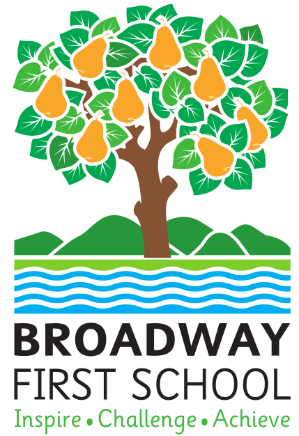 BROADWAY
FIRST SCHOOL
Inspire • Challenge • Achieve